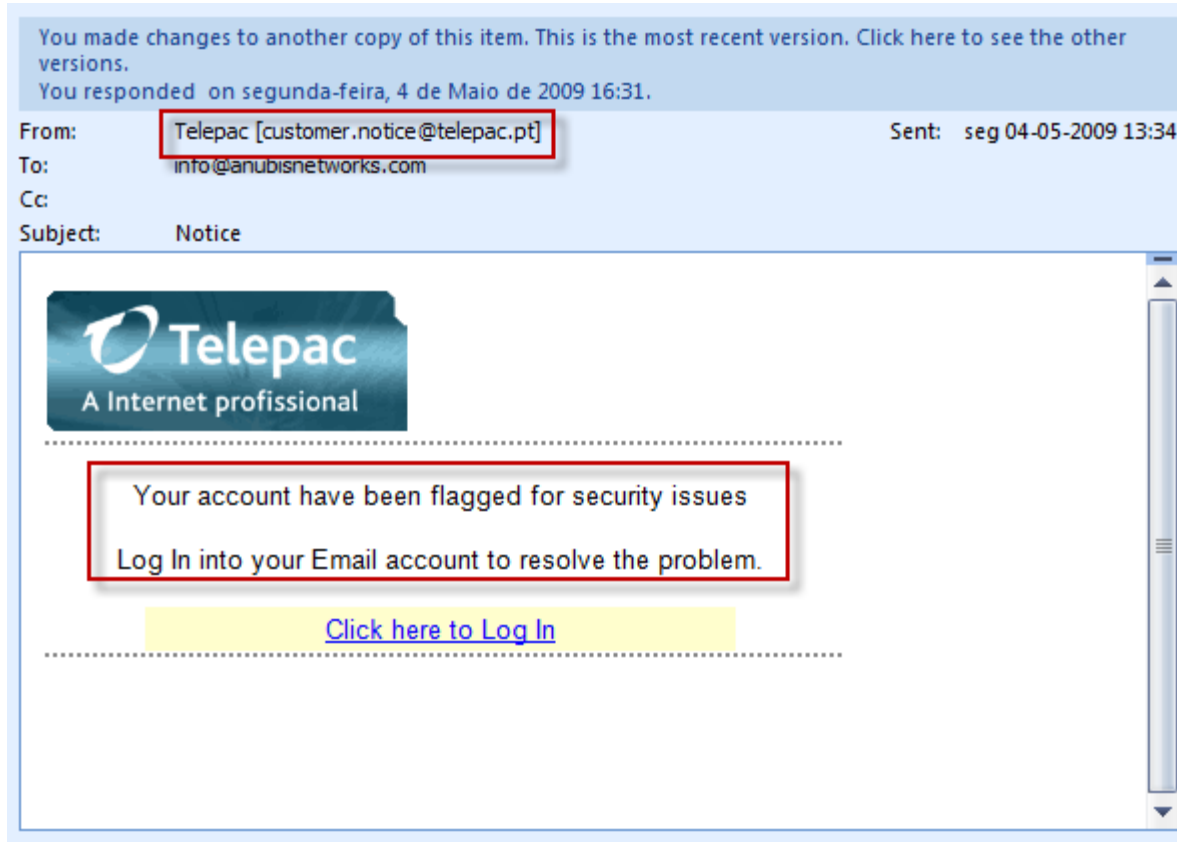 You made changes to another copy of this item. This is the most recent version. Click here to see the other
versions.
You responded  on segunda-feira, 4 de Maio de 2009 16:31.
From: Telepac [customer.notice@telepac.pt] Sent: seg 04-05-2009 13:34
To: info@anubisnetworks.com
Cc:
Subject: Notice
Telepac
A Internet profissional
Your account have been flagged for security issues
Log In into your Email account to resolve the problem.
Click here to Log In